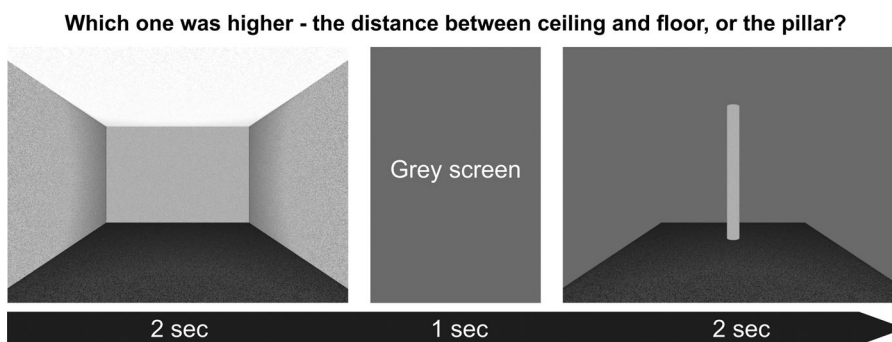 Which one was higher - the distance between ceiling and floor, or the pillar?
Grey screen
2 sec
1 sec
2 sec